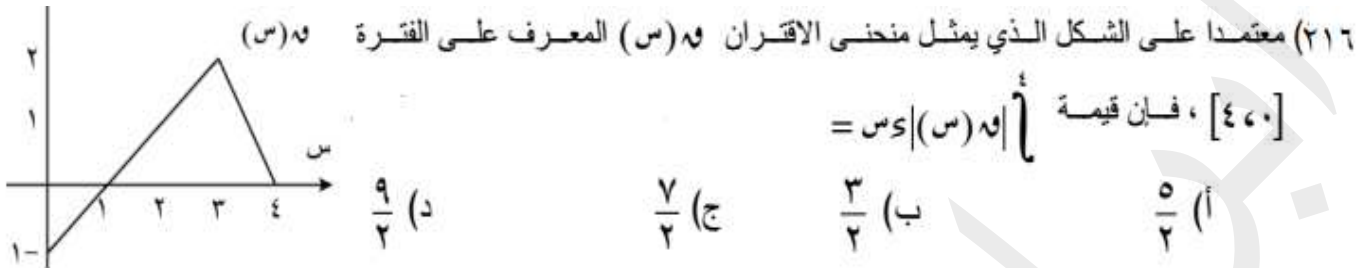 ٢١٦) معتمدا على الشكل الذي يمثل منحنى الاقتران ق(س) المعرف على الفترة
[٤،٠] ، فإن قيمة ∫٤ |ق(س)|ءس =
أ) ٥/٢ ب) ٣/٢ ج) ٧/٢ د) ٩/٢
ق(س)
٢
١
س
١ ٢ ٣ ٤
١-